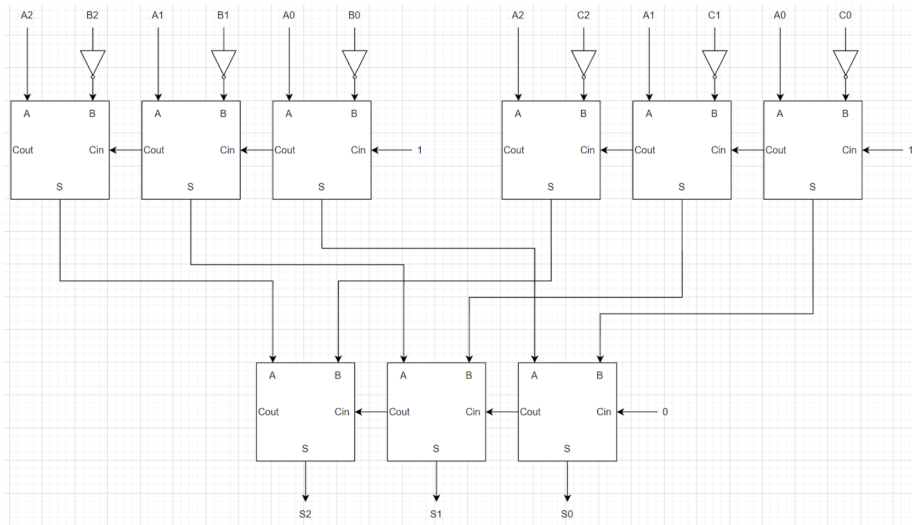 A2 B2 A1 B1 A0 B0 A2 C2 A1 C1 A0 C0
A B A B A B A B A B A B
Cout Cin Cout Cin Cout Cin 1 Cout Cin Cout Cin Cout Cin 1
S S S S S S
A B A B A B
Cout Cin Cout Cin Cout Cin 0
S S S
S2 S1 S0